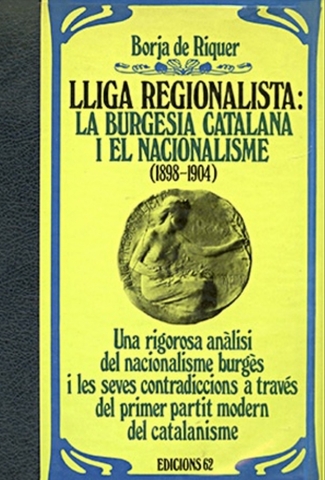 Borja de Riquer
LLIGA REGIONALISTA:
LA BURGESIA CATALANA
I EL NACIONALISME
(1898-1904)
Una rigorosa anàlisi
del nacionalisme burgès
i les seves contradiccions a través
del primer partit modern
del catalanisme
EDICIONS 62